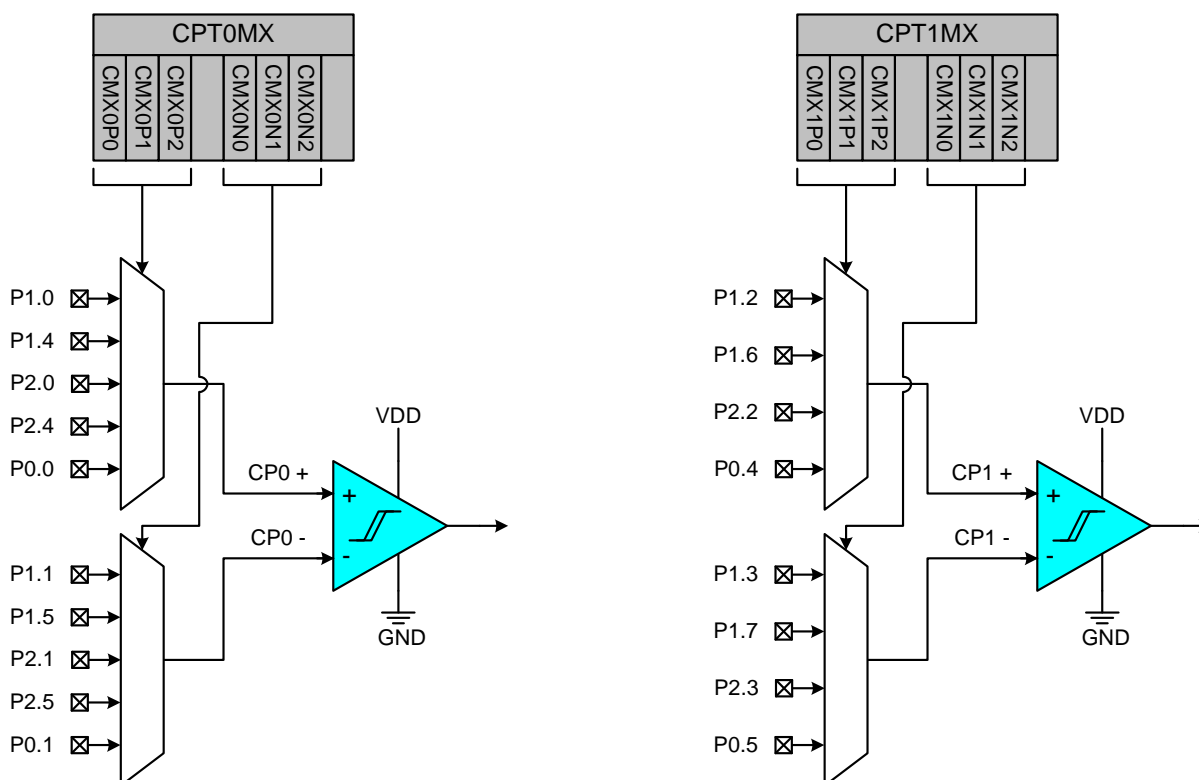 CPT0MX
CMX0P0
CMX0P1
CMX0P2
CMX0N0
CMX0N1
CMX0N2
P1.0
P1.4
P2.0
P2.4
P0.0
VDD
CP0 +
+
CP0 -
-
GND
P1.1
P1.5
P2.1
P2.5
P0.1
CPT1MX
CMX1P0
CMX1P1
CMX1P2
CMX1N0
CMX1N1
CMX1N2
P1.2
P1.6
P2.2
P0.4
VDD
CP1 +
+
CP1 -
-
GND
P1.3
P1.7
P2.3
P0.5